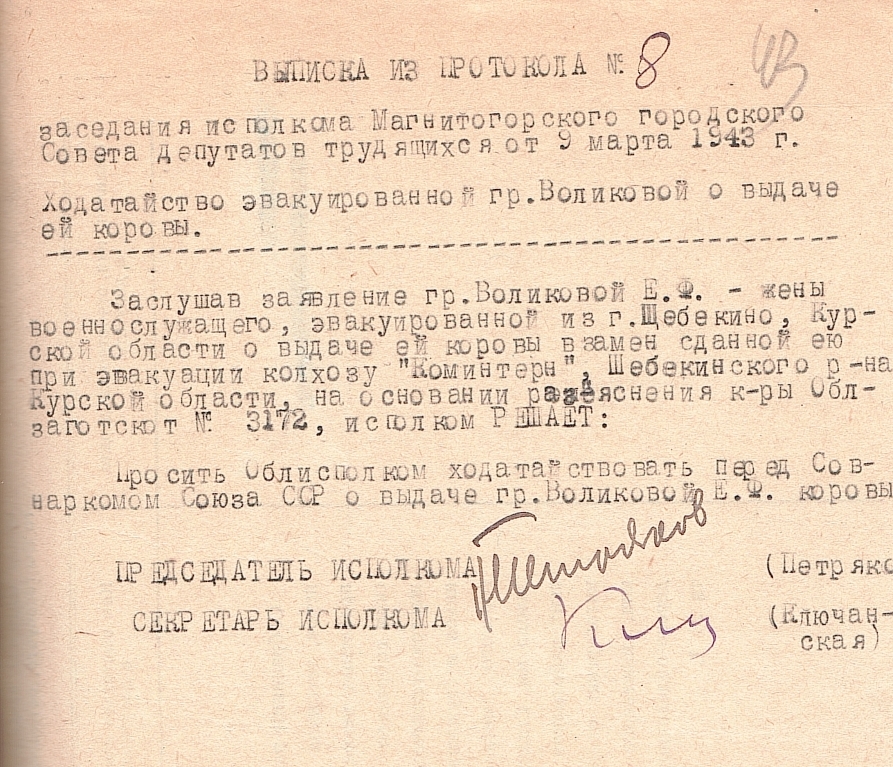 ВЫПИСКА ИЗ ПРОТОКОЛА № 8
43
заседания исполкома Магнитогорского городского
Совета депутатов трудящихся от 9 марта 1943 г.
Ходатайство эвакуированной гр.Воликовой о выдаче
ей коровы.
Заслушав заявление гр.Воликовой Е.Ф. - жены
военнослужащего, эвакуированной из г.Щебекино, Кур-
ской области о выдаче ей коровы взамен сданной ею
при эвакуации колхозу "Коминтерн", Шебекинского р-на
Курской области, на основании раз'яснения к-ры Обл-
заготскот № 3172, исполком РЕШАЕТ:
Просить Облисполком ходатайствовать перед Сов-
наркомом Союза ССР о выдаче гр.Воликовой Е.Ф. коровы
ПРЕДСЕДАТЕЛЬ ИСПОЛКОМА (Петряко
СЕКРЕТАРЬ ИСПОЛКОМА (Ключан-
ская)